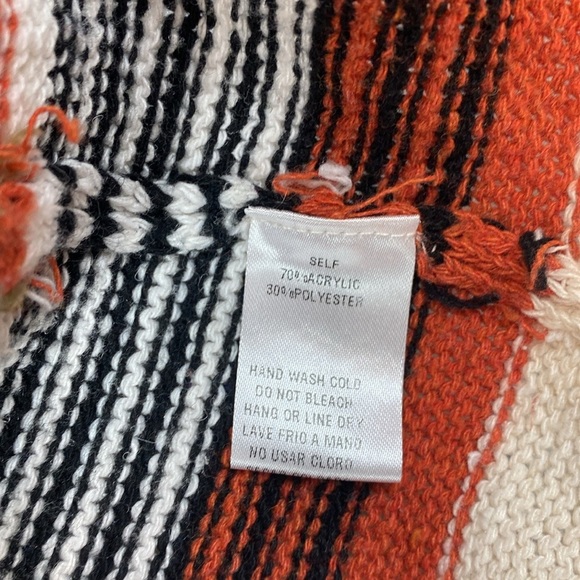 SELF
70%ACRYLIC
30%POLYESTER
HAND WASH COLD
DO NOT BLEACH
HANG OR LINE DRY
LAVE FRIO A MANO
NO USAR CLORO